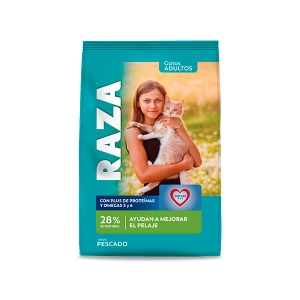 Gatos
ADULTOS
RAZA
CON PLUS DE PROTEÍNAS
Y OMEGAS 3 y 6
28%
AYUDAN A MEJORAR
EL PELAJE
PESCADO